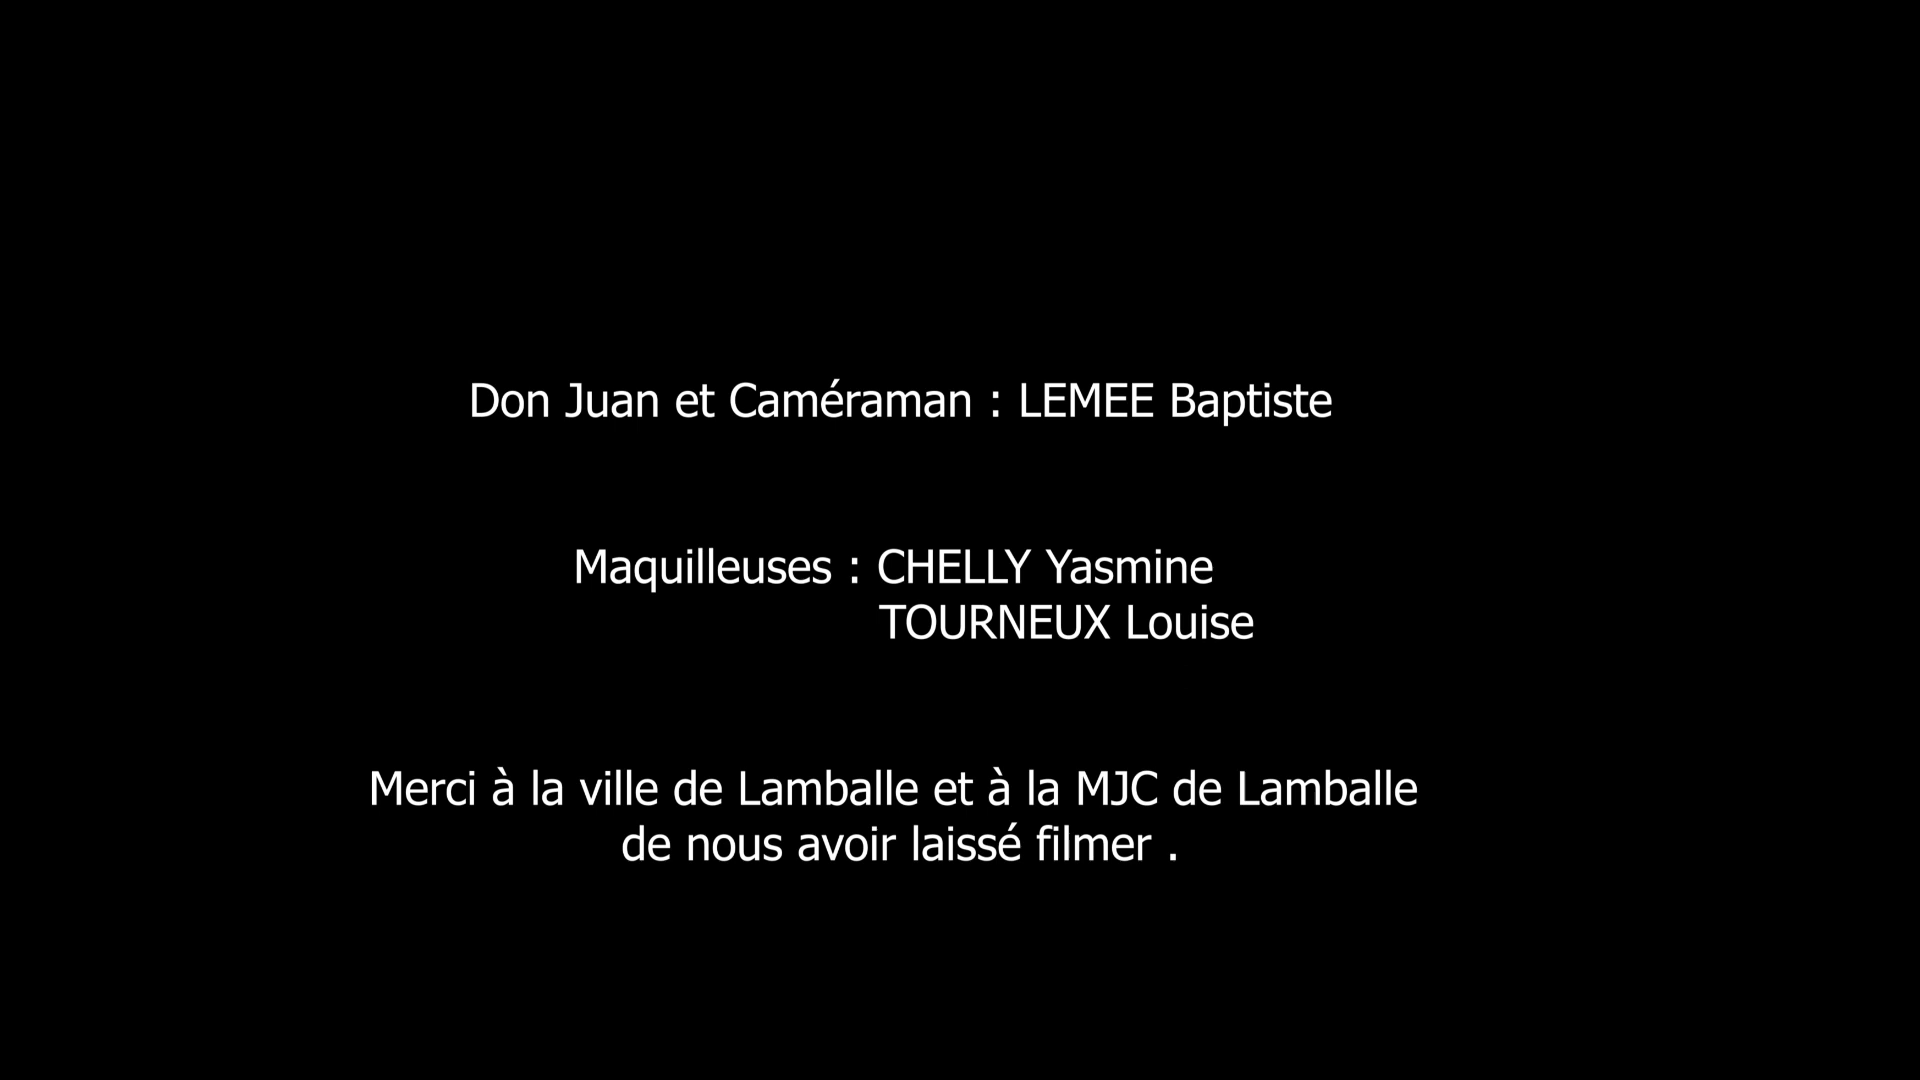 Don Juan et Caméraman : LEMEE Baptiste
Maquilleuses : CHELLY Yasmine
TOURNEUX Louise
Merci à la ville de Lamballe et à la MJC de Lamballe
de nous avoir laissé filmer .